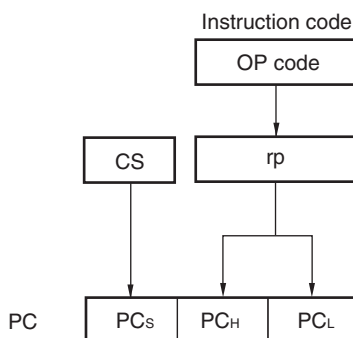 Instruction code
OP code
CS
rp
PC
PCS
PCH
PCL